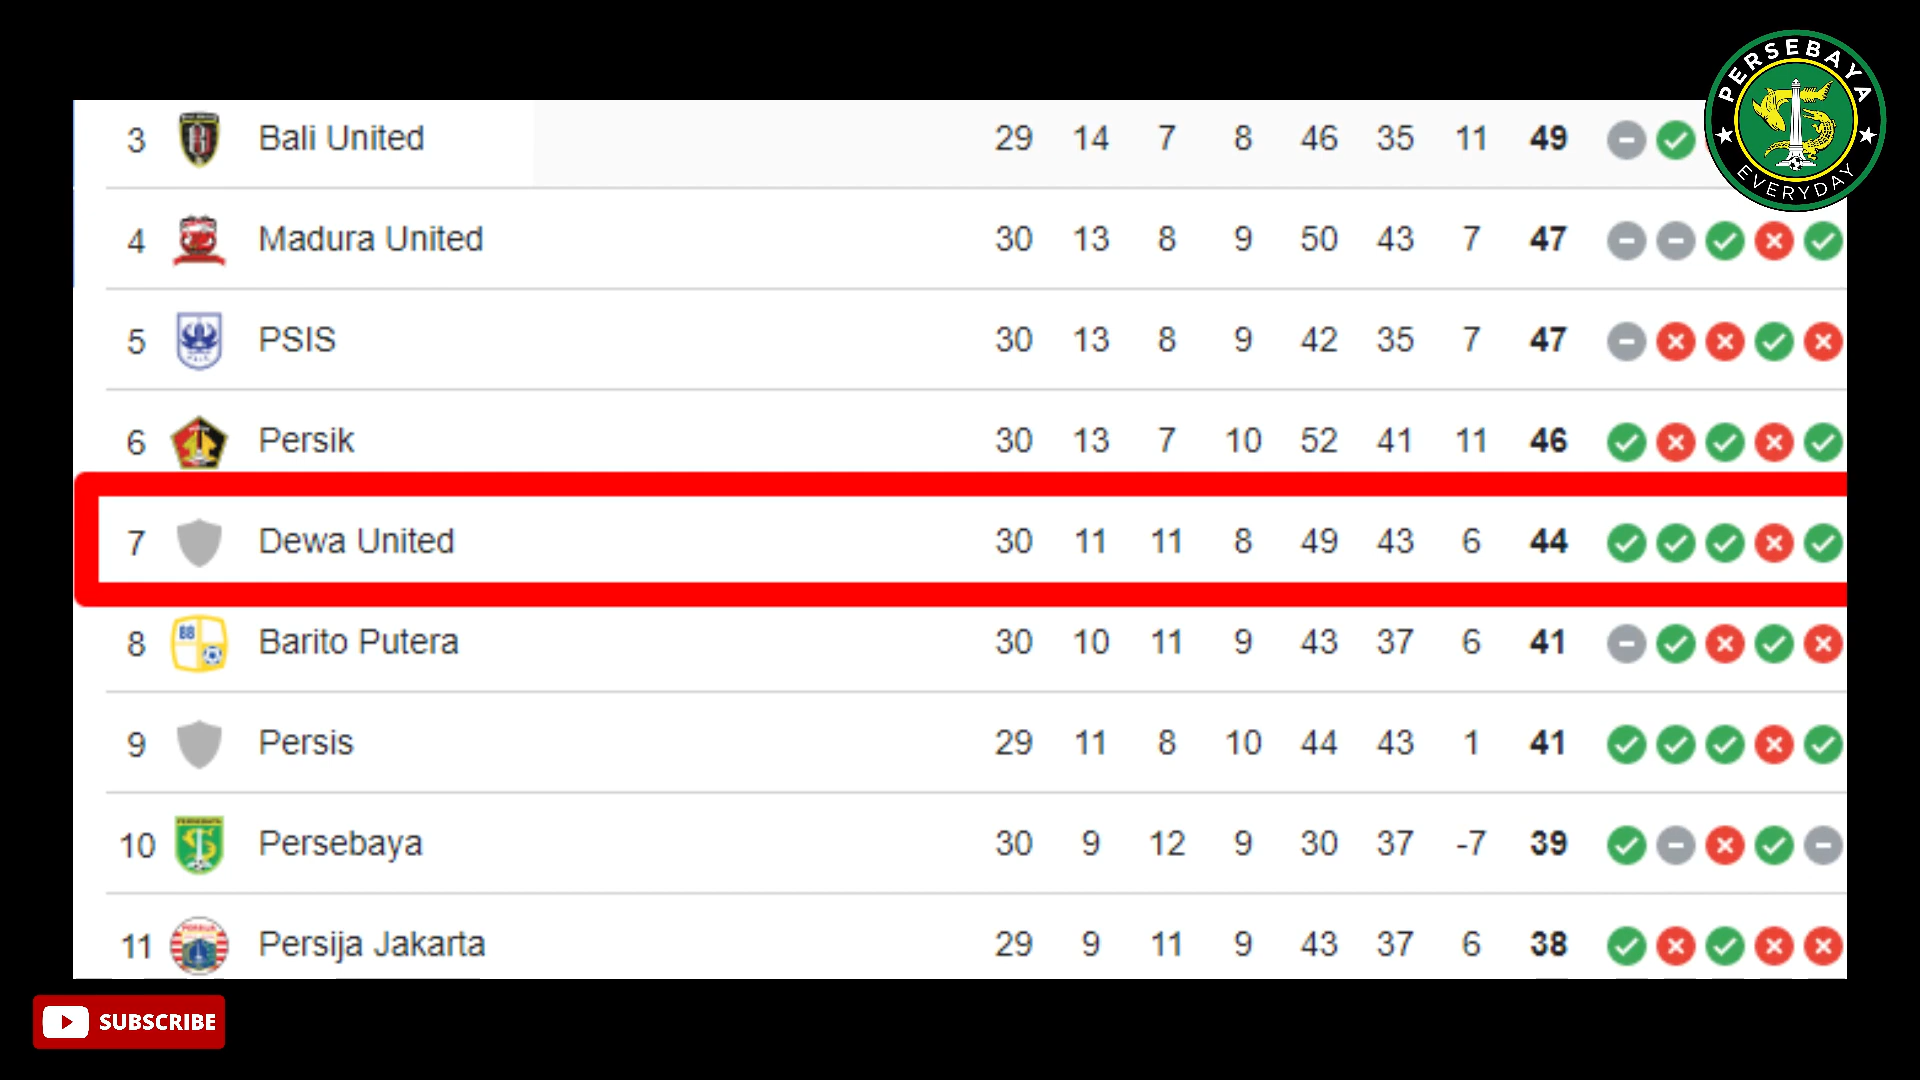 PERSEBAYA
EVERYDAY
3 Bali United 29 14 7 8 46 35 11 49
4 Madura United 30 13 8 9 50 43 7 47
5 PSIS 30 13 8 9 42 35 7 47
6 Persik 30 13 7 10 52 41 11 46
7 Dewa United 30 11 11 8 49 43 6 44
8 Barito Putera 30 10 11 9 43 37 6 41
9 Persis 29 11 8 10 44 43 1 41
10 Persebaya 30 9 12 9 30 37 -7 39
11 Persija Jakarta 29 9 11 9 43 37 6 38
SUBSCRIBE